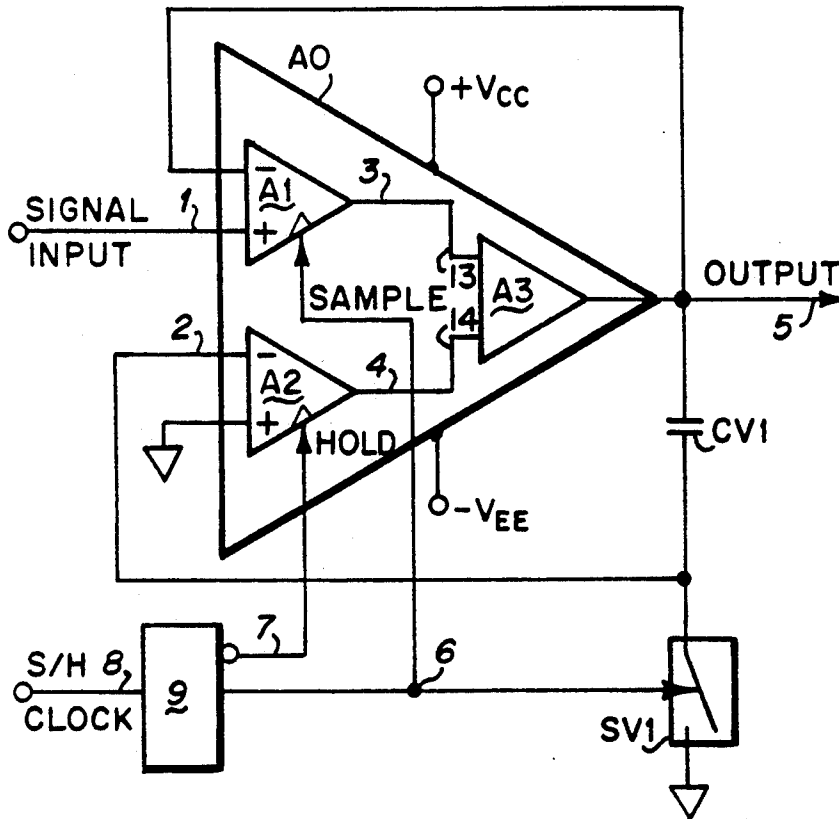 AO
+VCC
3
A1
−
+
1
SIGNAL
INPUT
13
A3
OUTPUT
5
SAMPLE
14
2
−
A2
+
4
HOLD
CV1
−VEE
7
6
S/H 8
CLOCK
9
SV1